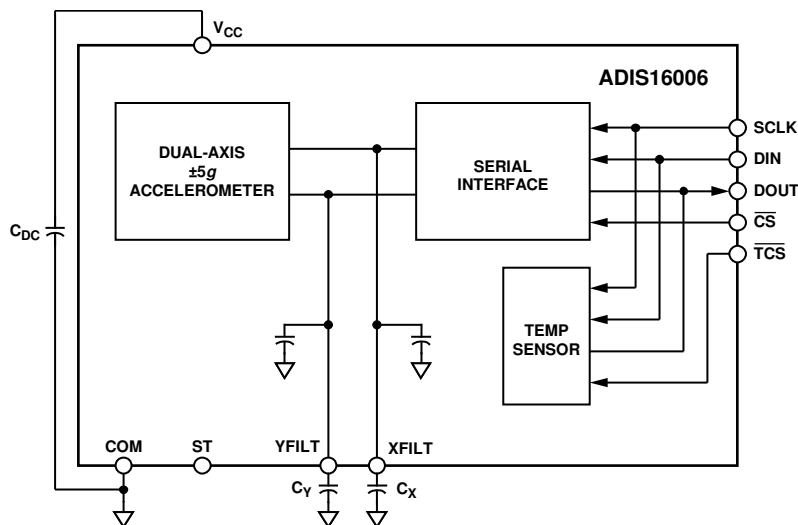 VCC
ADIS16006
DUAL-AXIS
±5g
ACCELEROMETER
SERIAL
INTERFACE
SCLK
DIN
DOUT
CS
TCS
CDC
TEMP
SENSOR
COM
ST
YFILT
XFILT
CY
CX